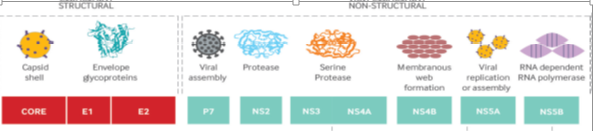 STRUCTURAL
NON-STRUCTURAL
Capsid
shell
Envelope
glycoproteins
Viral
assembly
Protease
Serine
Protease
Membranous
web
formation
Viral
replication
or assembly
RNA dependent
RNA polymerase
CORE
E1
E2
P7
NS2
NS3
NS4A
NS4B
NS5A
NS5B